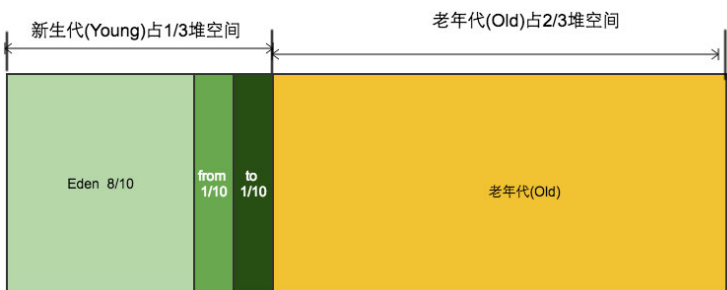 新生代(Young)占1/3堆空间
老年代(Old)占2/3堆空间
Eden 8/10
from
1/10
to
1/10
老年代(Old)